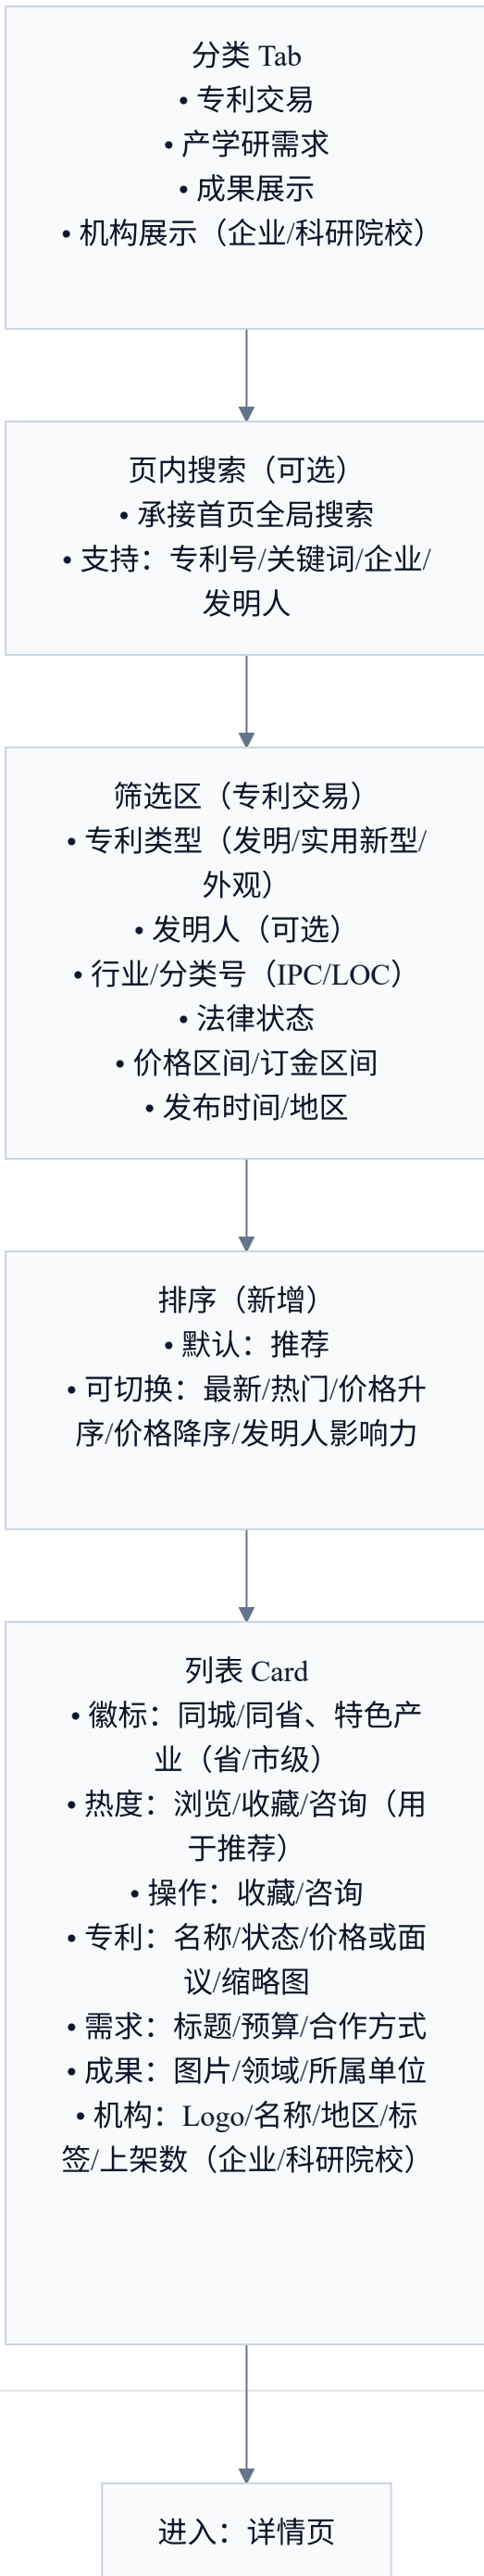 分类 Tab
• 专利交易
• 产学研需求
• 成果展示
• 机构展示（企业/科研院校）
页内搜索（可选）
• 承接首页全局搜索
• 支持：专利号/关键词/企业/
发明人
筛选区（专利交易）
• 专利类型（发明/实用新型/
外观）
• 发明人（可选）
• 行业/分类号（IPC/LOC）
• 法律状态
• 价格区间/订金区间
• 发布时间/地区
排序（新增）
• 默认：推荐
• 可切换：最新/热门/价格升
序/价格降序/发明人影响力
列表 Card
• 徽标：同城/同省、特色产
业（省/市级）
• 热度：浏览/收藏/咨询（用
于推荐）
• 操作：收藏/咨询
• 专利：名称/状态/价格或面
议/缩略图
• 需求：标题/预算/合作方式
• 成果：图片/领域/所属单位
• 机构：Logo/名称/地区/标
签/上架数（企业/科研院校）
进入：详情页